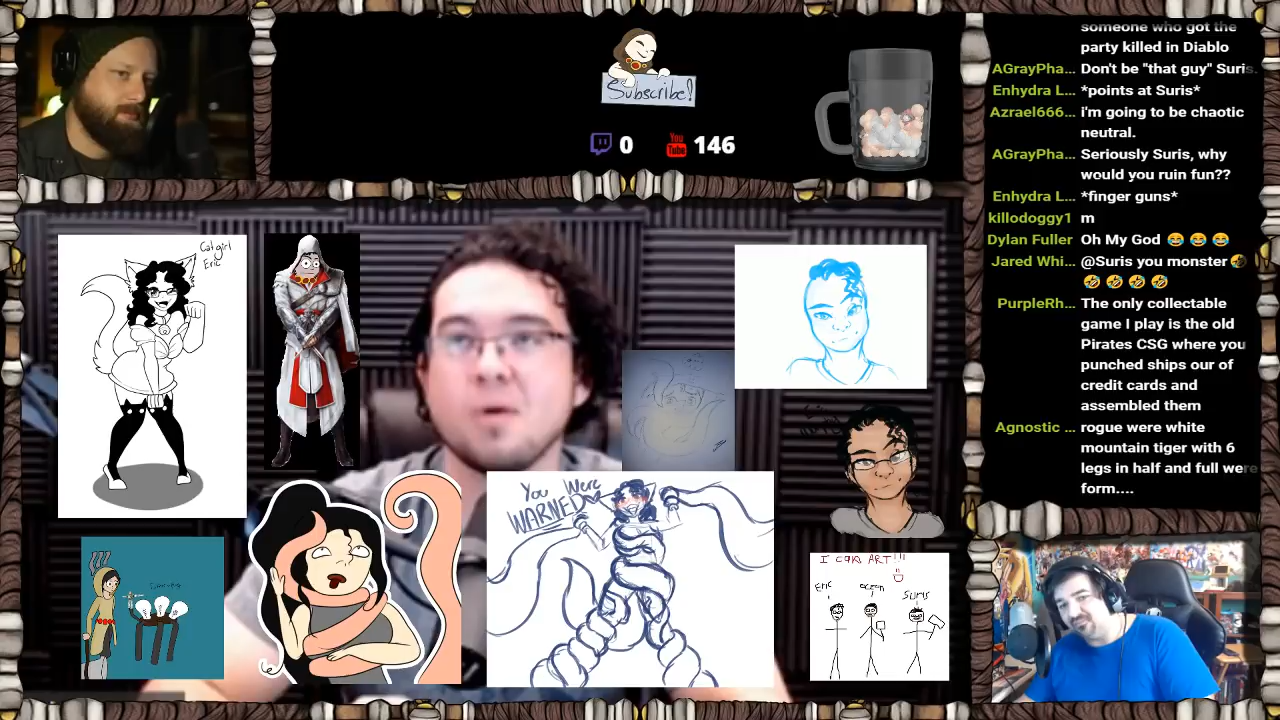 Subscribe!
0
You
Tube
146
Catgirl
Eric
You Were
WARNED
I CAN ART!!!
Eric
Suris
someone who got the
party killed in Diablo
AGrayPha... Don't be "that guy" Suris.
Enhydra L... *points at Suris*
Azrael666... i'm going to be chaotic
neutral.
AGrayPha... Seriously Suris, why
would you ruin fun??
Enhydra L... *finger guns*
killodoggy1 m
Dylan Fuller Oh My God 😂 😂 😂
Jared Whi... @Suris you monster🤣
🤣 🤣 🤣 🤣
PurpleRh... The only collectable
game I play is the old
Pirates CSG where you
punched ships our of
credit cards and
assembled them
Agnostic ... rogue were white
mountain tiger with 6
legs in half and full were
form....